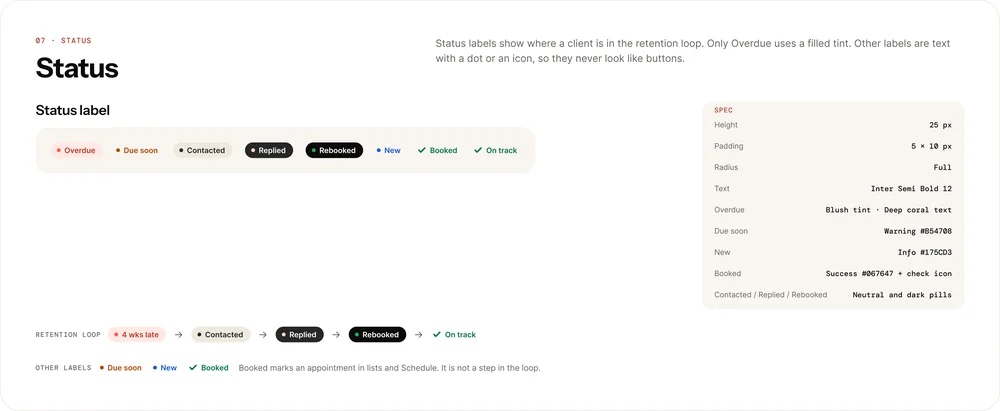 07 · STATUS
Status
Status labels show where a client is in the retention loop. Only Overdue uses a filled tint. Other labels are text
with a dot or an icon, so they never look like buttons.
Status label
Overdue Due soon Contacted Replied Rebooked New Booked On track
SPEC
Height 25 px
Padding 5 × 10 px
Radius Full
Text Inter Semi Bold 12
Overdue Blush tint · Deep coral text
Due soon Warning #B54708
New Info #175CD3
Booked Success #067647 + check icon
Contacted / Replied / Rebooked Neutral and dark pills
RETENTION LOOP 4 wks late → Contacted → Replied → Rebooked → On track
OTHER LABELS Due soon New Booked Booked marks an appointment in lists and Schedule. It is not a step in the loop.